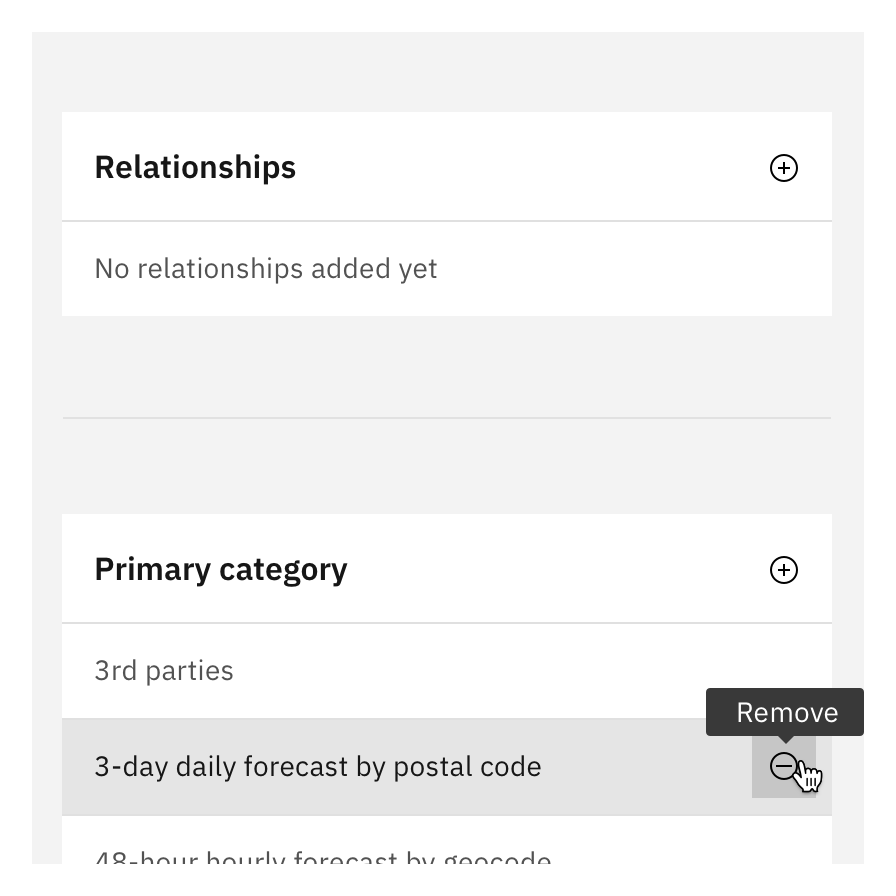 Relationships
No relationships added yet
Primary category
3rd parties
Remove
3-day daily forecast by postal code
48-hour hourly forecast by geocode